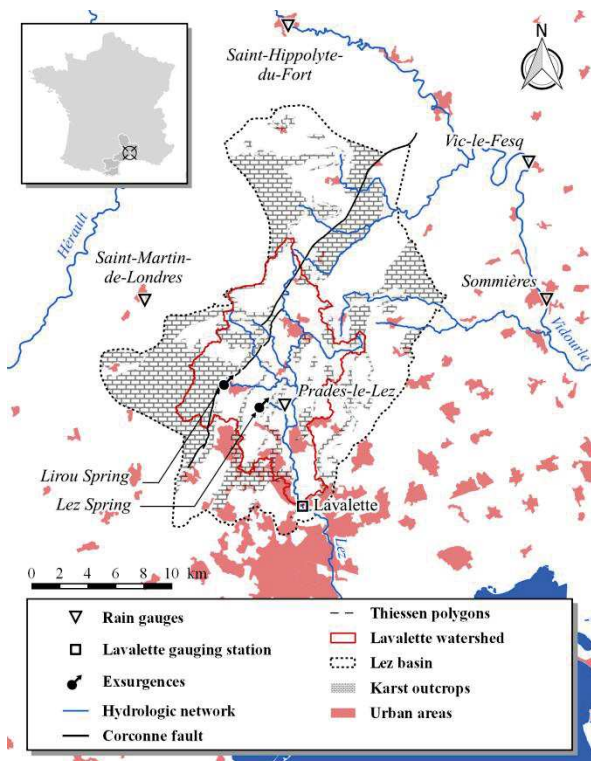 Saint-Hippolyte-
du-Fort
N
Vic-le-Fesq
Hérault
Saint-Martin-
de-Londres
Sommières
Vidourle
Prades-le-Lez
Lirou Spring
Lez Spring
Lavalette
Lez
0 2 4 6 8 10 km
Rain gauges
Lavalette gauging station
Exsurgences
Hydrologic network
Corconne fault
Thiessen polygons
Lavalette watershed
Lez basin
Karst outcrops
Urban areas